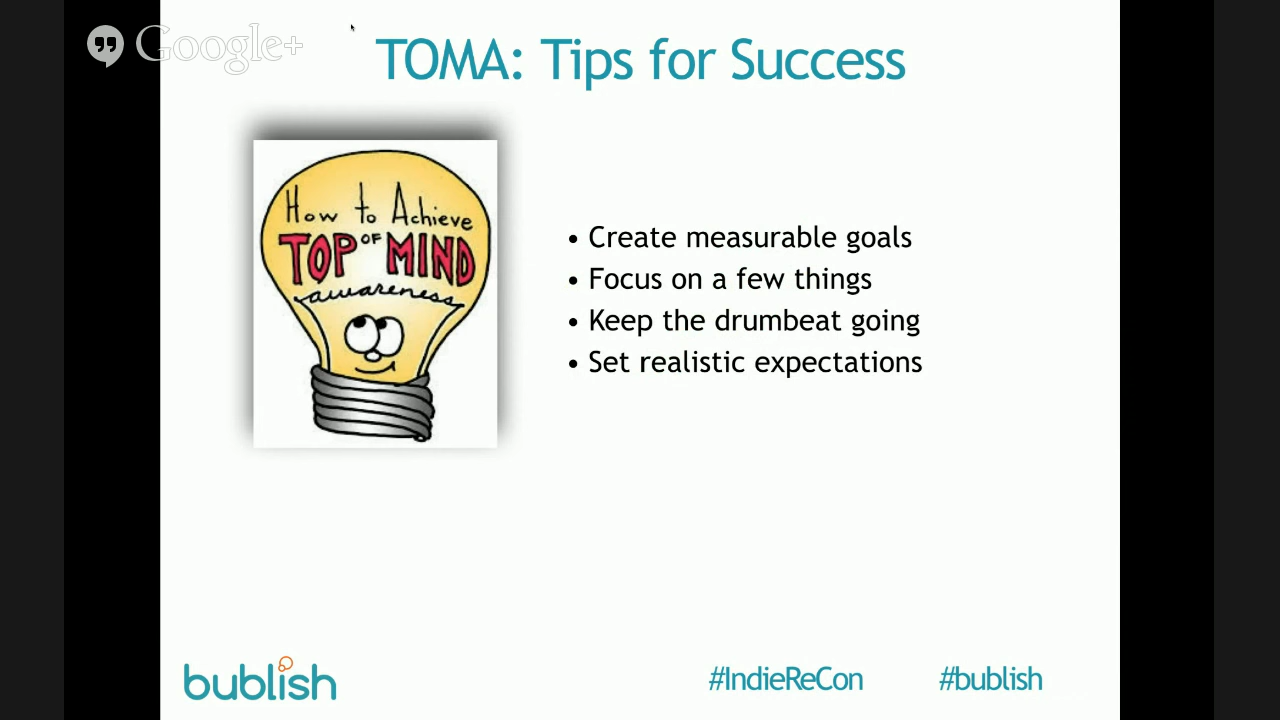 Google+
TOMA: Tips for Success
How to Achieve
TOP OF MIND
awareness
• Create measurable goals
• Focus on a few things
• Keep the drumbeat going
• Set realistic expectations
bublish
#IndieReCon #bublish